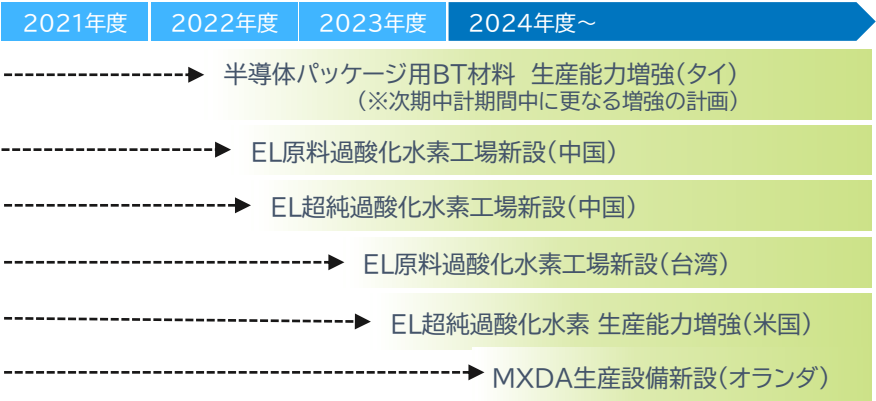 2021年度 2022年度 2023年度 2024年度～
半導体パッケージ用BT材料 生産能力増強(タイ)
(※次期中計期間中に更なる増強の計画)
EL原料過酸化水素工場新設(中国)
EL超純過酸化水素工場新設(中国)
EL原料過酸化水素工場新設(台湾)
EL超純過酸化水素 生産能力増強(米国)
MXDA生産設備新設(オランダ)